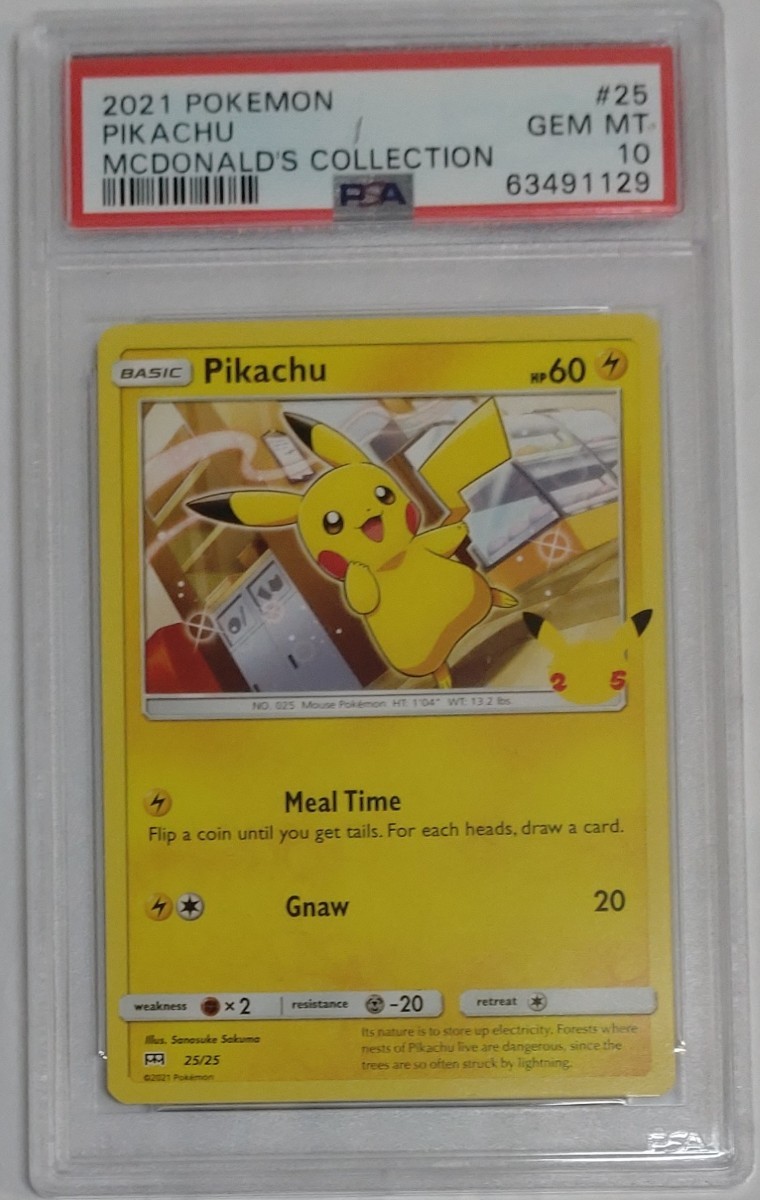 2021 POKEMON #25
PIKACHU GEM MT
MCDONALD'S COLLECTION 10
PSA 63491129
BASIC Pikachu HP60
25
NO. 025 Mouse Pokémon HT: 1'04" WT: 13.2 lbs
Meal Time
Flip a coin until you get tails. For each heads, draw a card.
Gnaw 20
weakness ×2 resistance -20 retreat
Illus. Sanosuke Sakuma
25/25
©2021 Pokémon
Its nature is to store up electricity. Forests where
nests of Pikachu live are dangerous, since the
trees are so often struck by lightning.
PSA